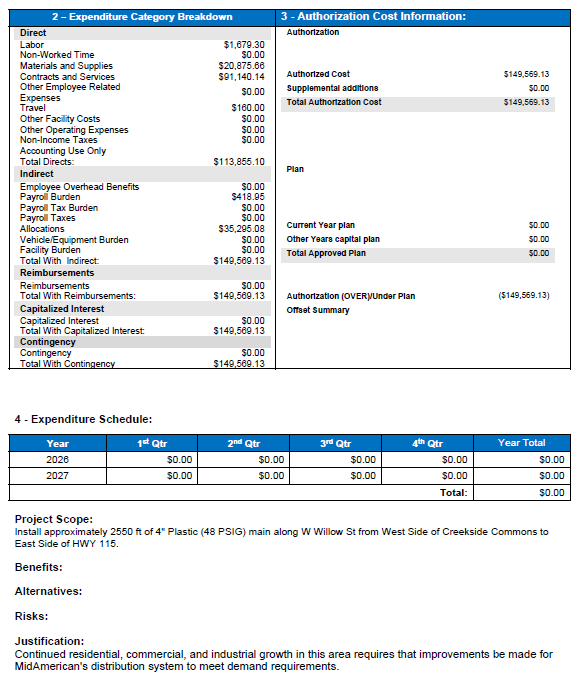 2 – Expenditure Category Breakdown
Direct
Labor $1,679.30
Non-Worked Time $0.00
Materials and Supplies $20,875.66
Contracts and Services $91,140.14
Other Employee Related
Expenses $0.00
Travel $160.00
Other Facility Costs $0.00
Other Operating Expenses $0.00
Non-Income Taxes $0.00
Accounting Use Only
Total Directs: $113,855.10
Indirect
Employee Overhead Benefits $0.00
Payroll Burden $418.95
Payroll Tax Burden $0.00
Payroll Taxes $0.00
Allocations $35,295.08
Vehicle/Equipment Burden $0.00
Facility Burden $0.00
Total With Indirect: $149,569.13
Reimbursements
Reimbursements $0.00
Total With Reimbursements: $149,569.13
Capitalized Interest
Capitalized Interest $0.00
Total With Capitalized Interest: $149,569.13
Contingency
Contingency $0.00
Total With Contingency $149,569.13
3 - Authorization Cost Information:
Authorization
Authorized Cost $149,569.13
Supplemental additions $0.00
Total Authorization Cost $149,569.13
Plan
Current Year plan $0.00
Other Years capital plan $0.00
Total Approved Plan $0.00
Authorization (OVER)/Under Plan ($149,569.13)
Offset Summary
4 - Expenditure Schedule:
Year 1st Qtr 2nd Qtr 3rd Qtr 4th Qtr Year Total
2026 $0.00 $0.00 $0.00 $0.00 $0.00
2027 $0.00 $0.00 $0.00 $0.00 $0.00
Total: $0.00
Project Scope:
Install approximately 2550 ft of 4" Plastic (48 PSIG) main along W Willow St from West Side of Creekside Commons to
East Side of HWY 115.
Benefits:
Alternatives:
Risks:
Justification:
Continued residential, commercial, and industrial growth in this area requires that improvements be made for
MidAmerican's distribution system to meet demand requirements.